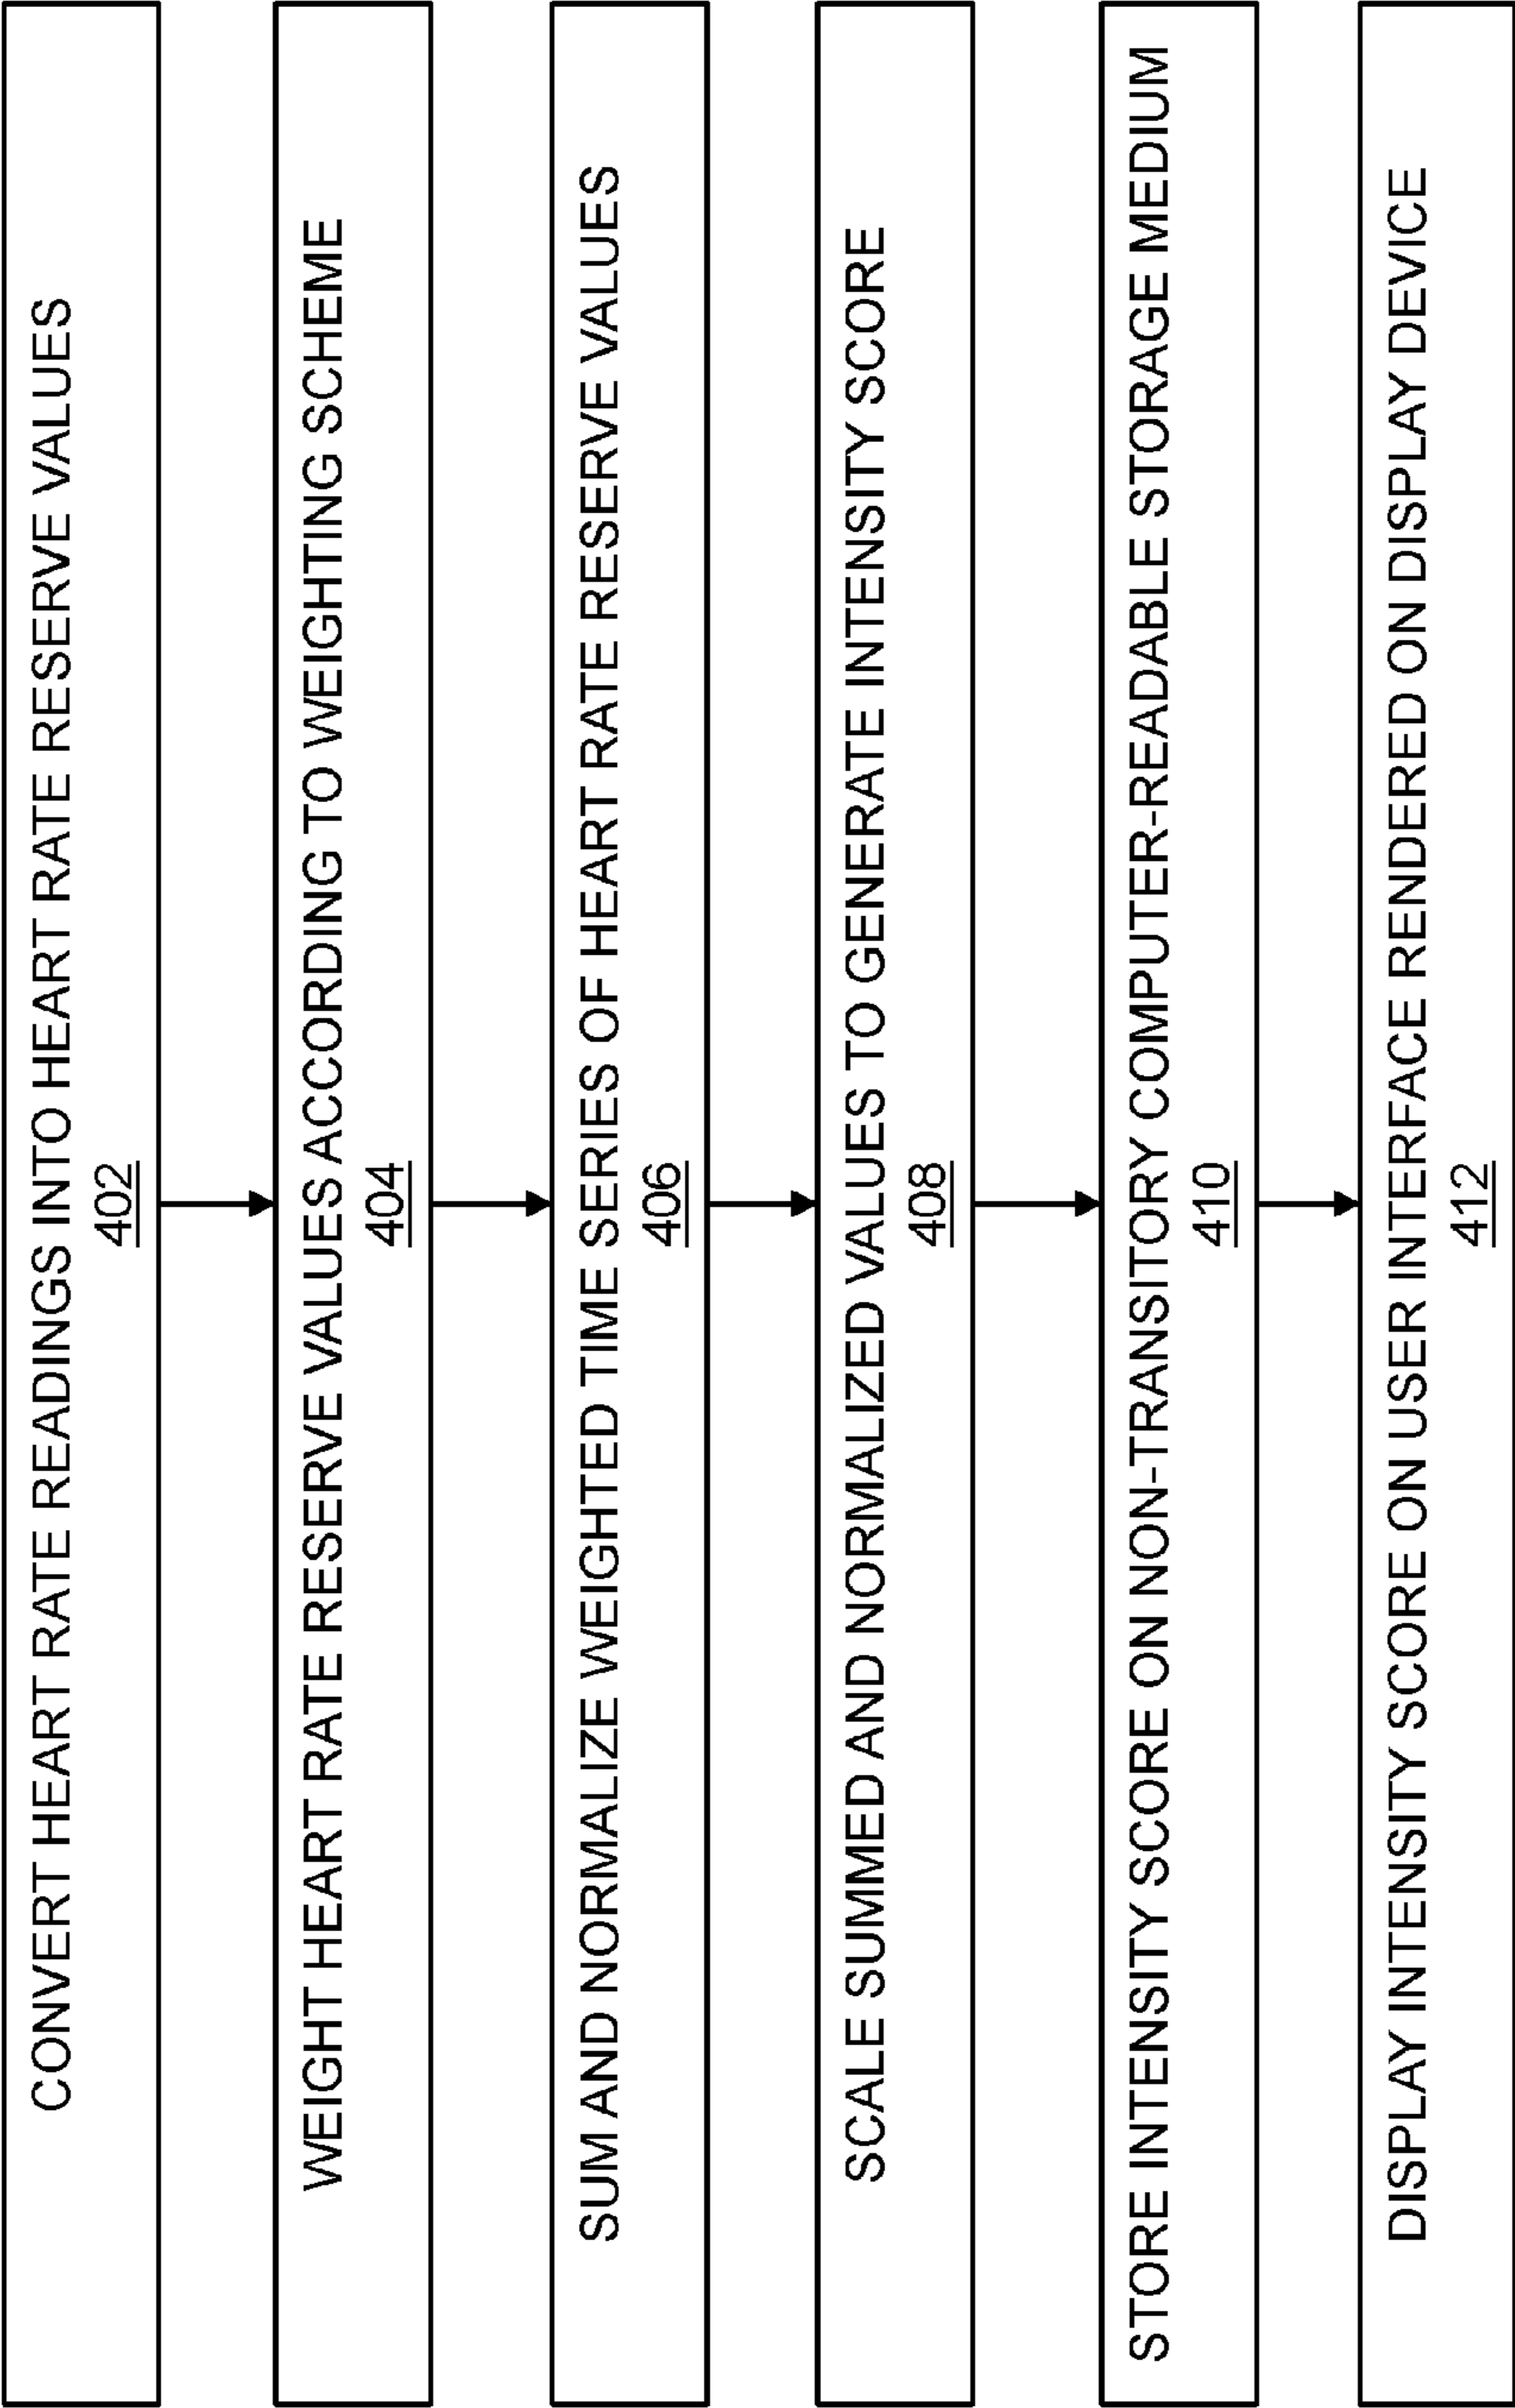 CONVERT HEART RATE READINGS INTO HEART RATE RESERVE VALUES
402
WEIGHT HEART RATE RESERVE VALUES ACCORDING TO WEIGHTING SCHEME
404
SUM AND NORMALIZE WEIGHTED TIME SERIES OF HEART RATE RESERVE VALUES
406
SCALE SUMMED AND NORMALIZED VALUES TO GENERATE INTENSITY SCORE
408
STORE INTENSITY SCORE ON NON-TRANSITORY COMPUTER-READABLE STORAGE MEDIUM
410
DISPLAY INTENSITY SCORE ON USER INTERFACE RENDERED ON DISPLAY DEVICE
412